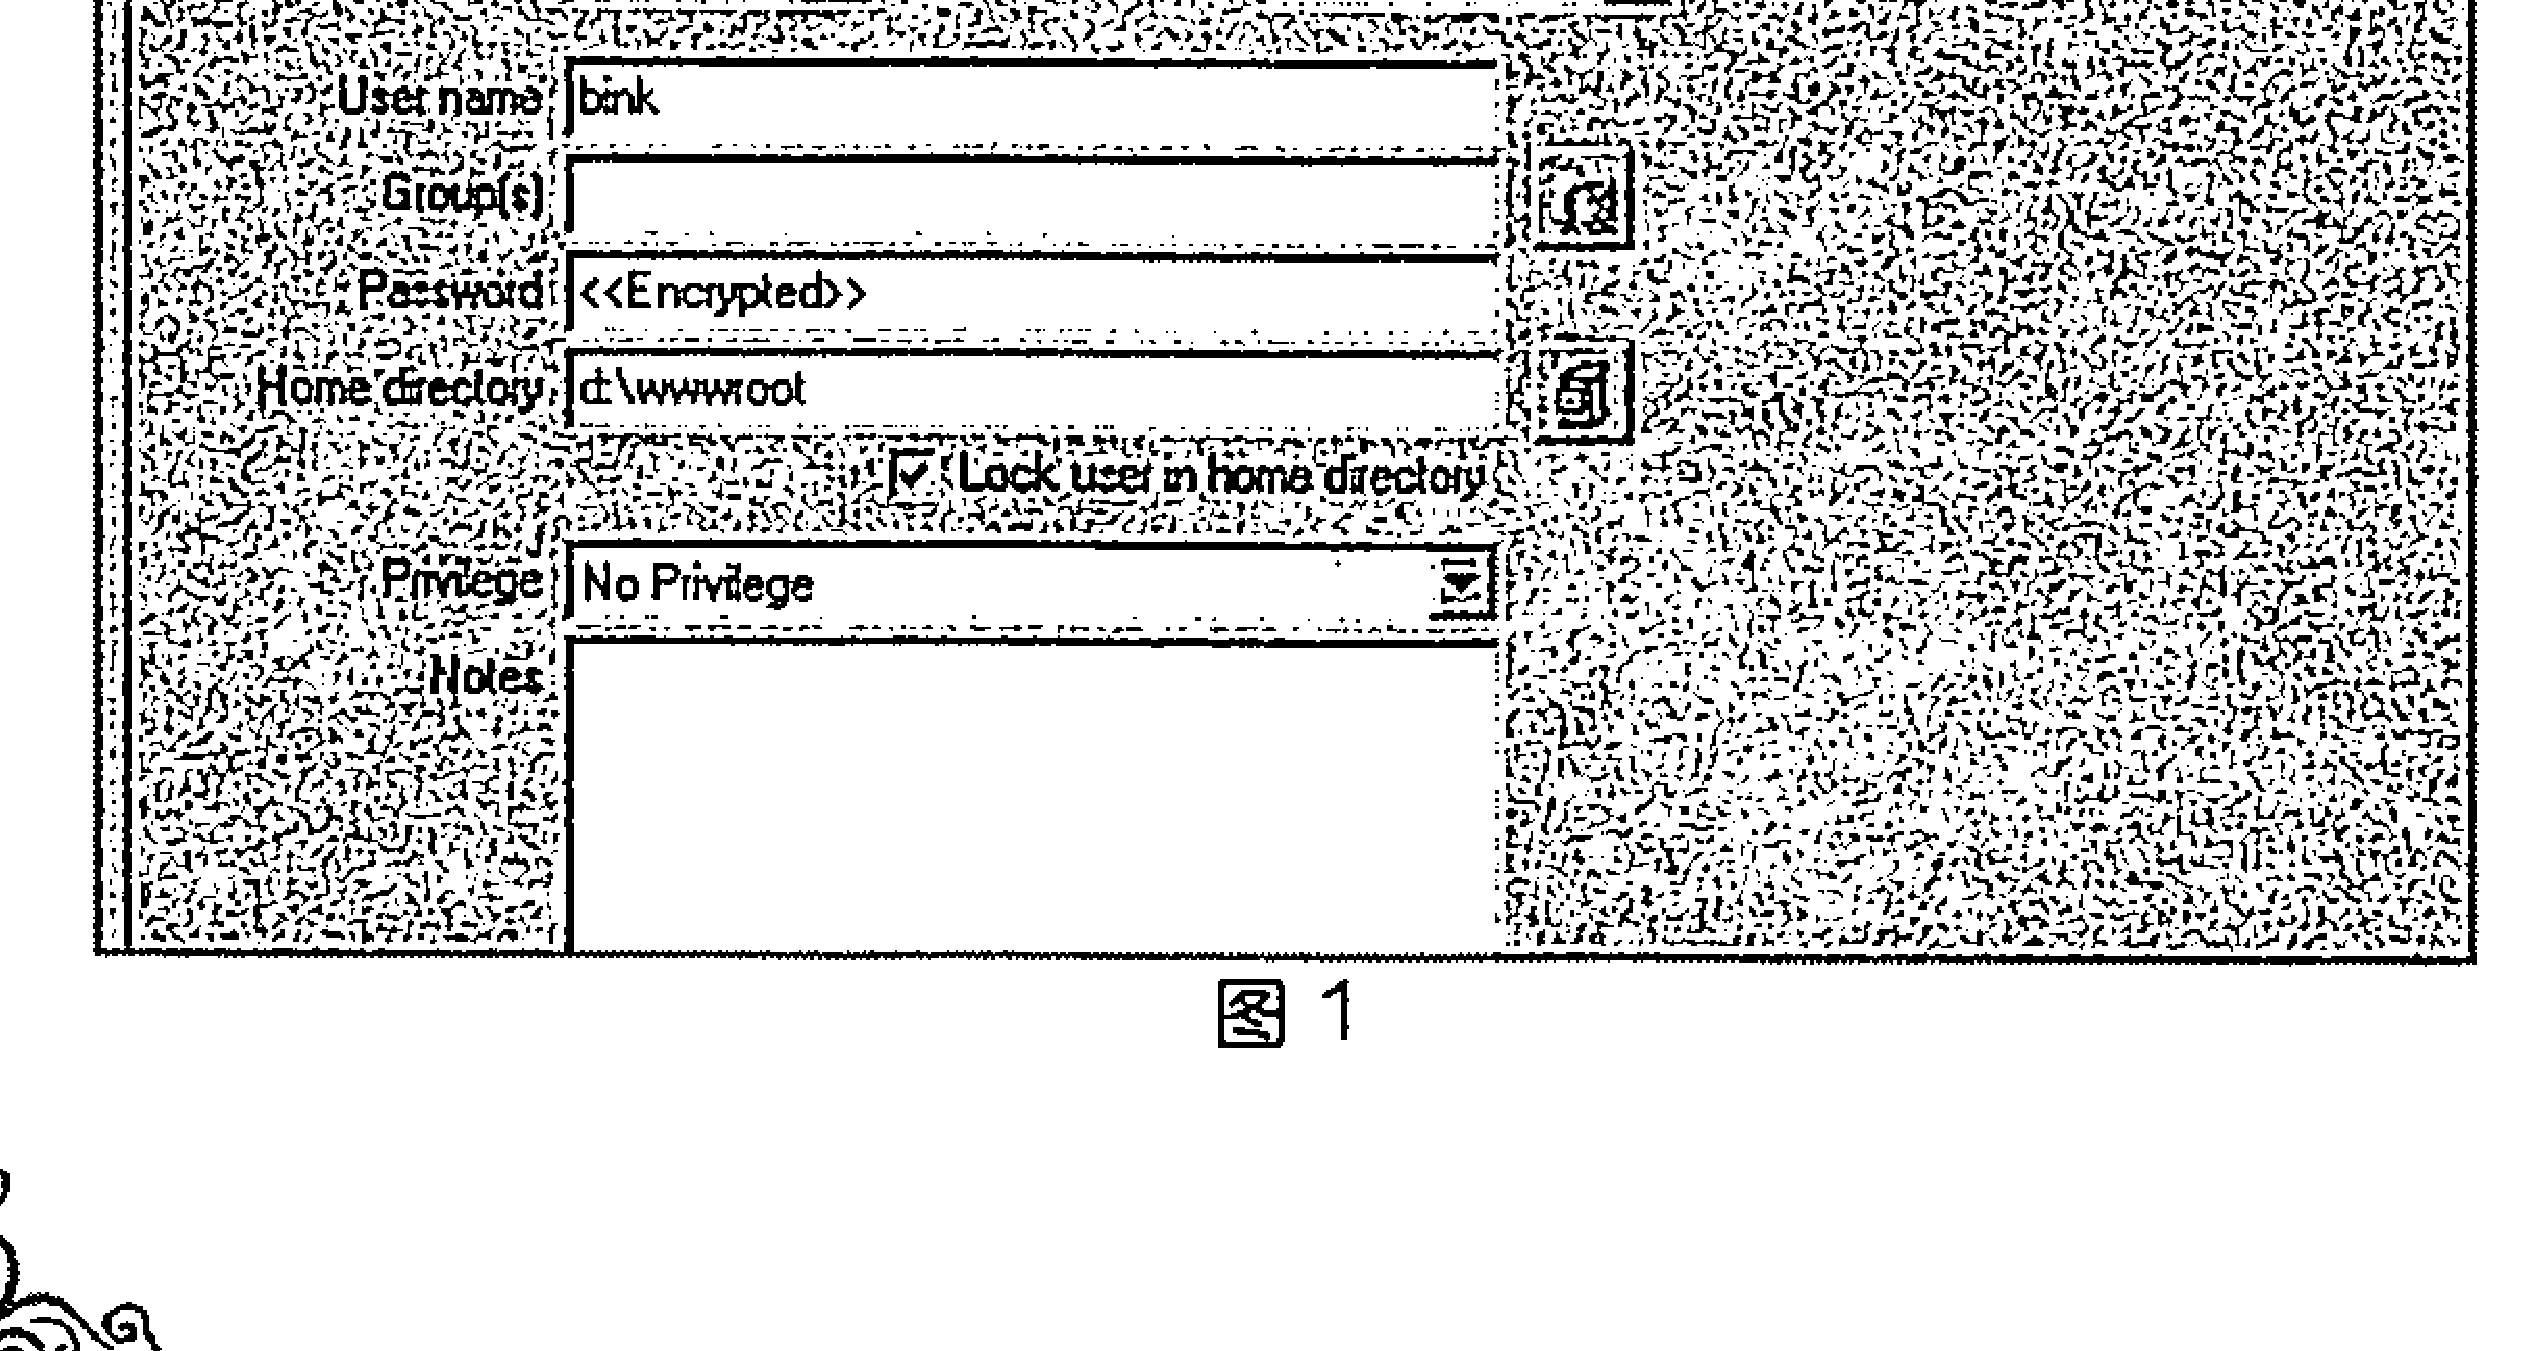 User name bink
Group(s)
Password <<Encrypted>>
Home directory d:\wwwroot
Lock user in home directory
Privilege No Privilege
Notes
图 1